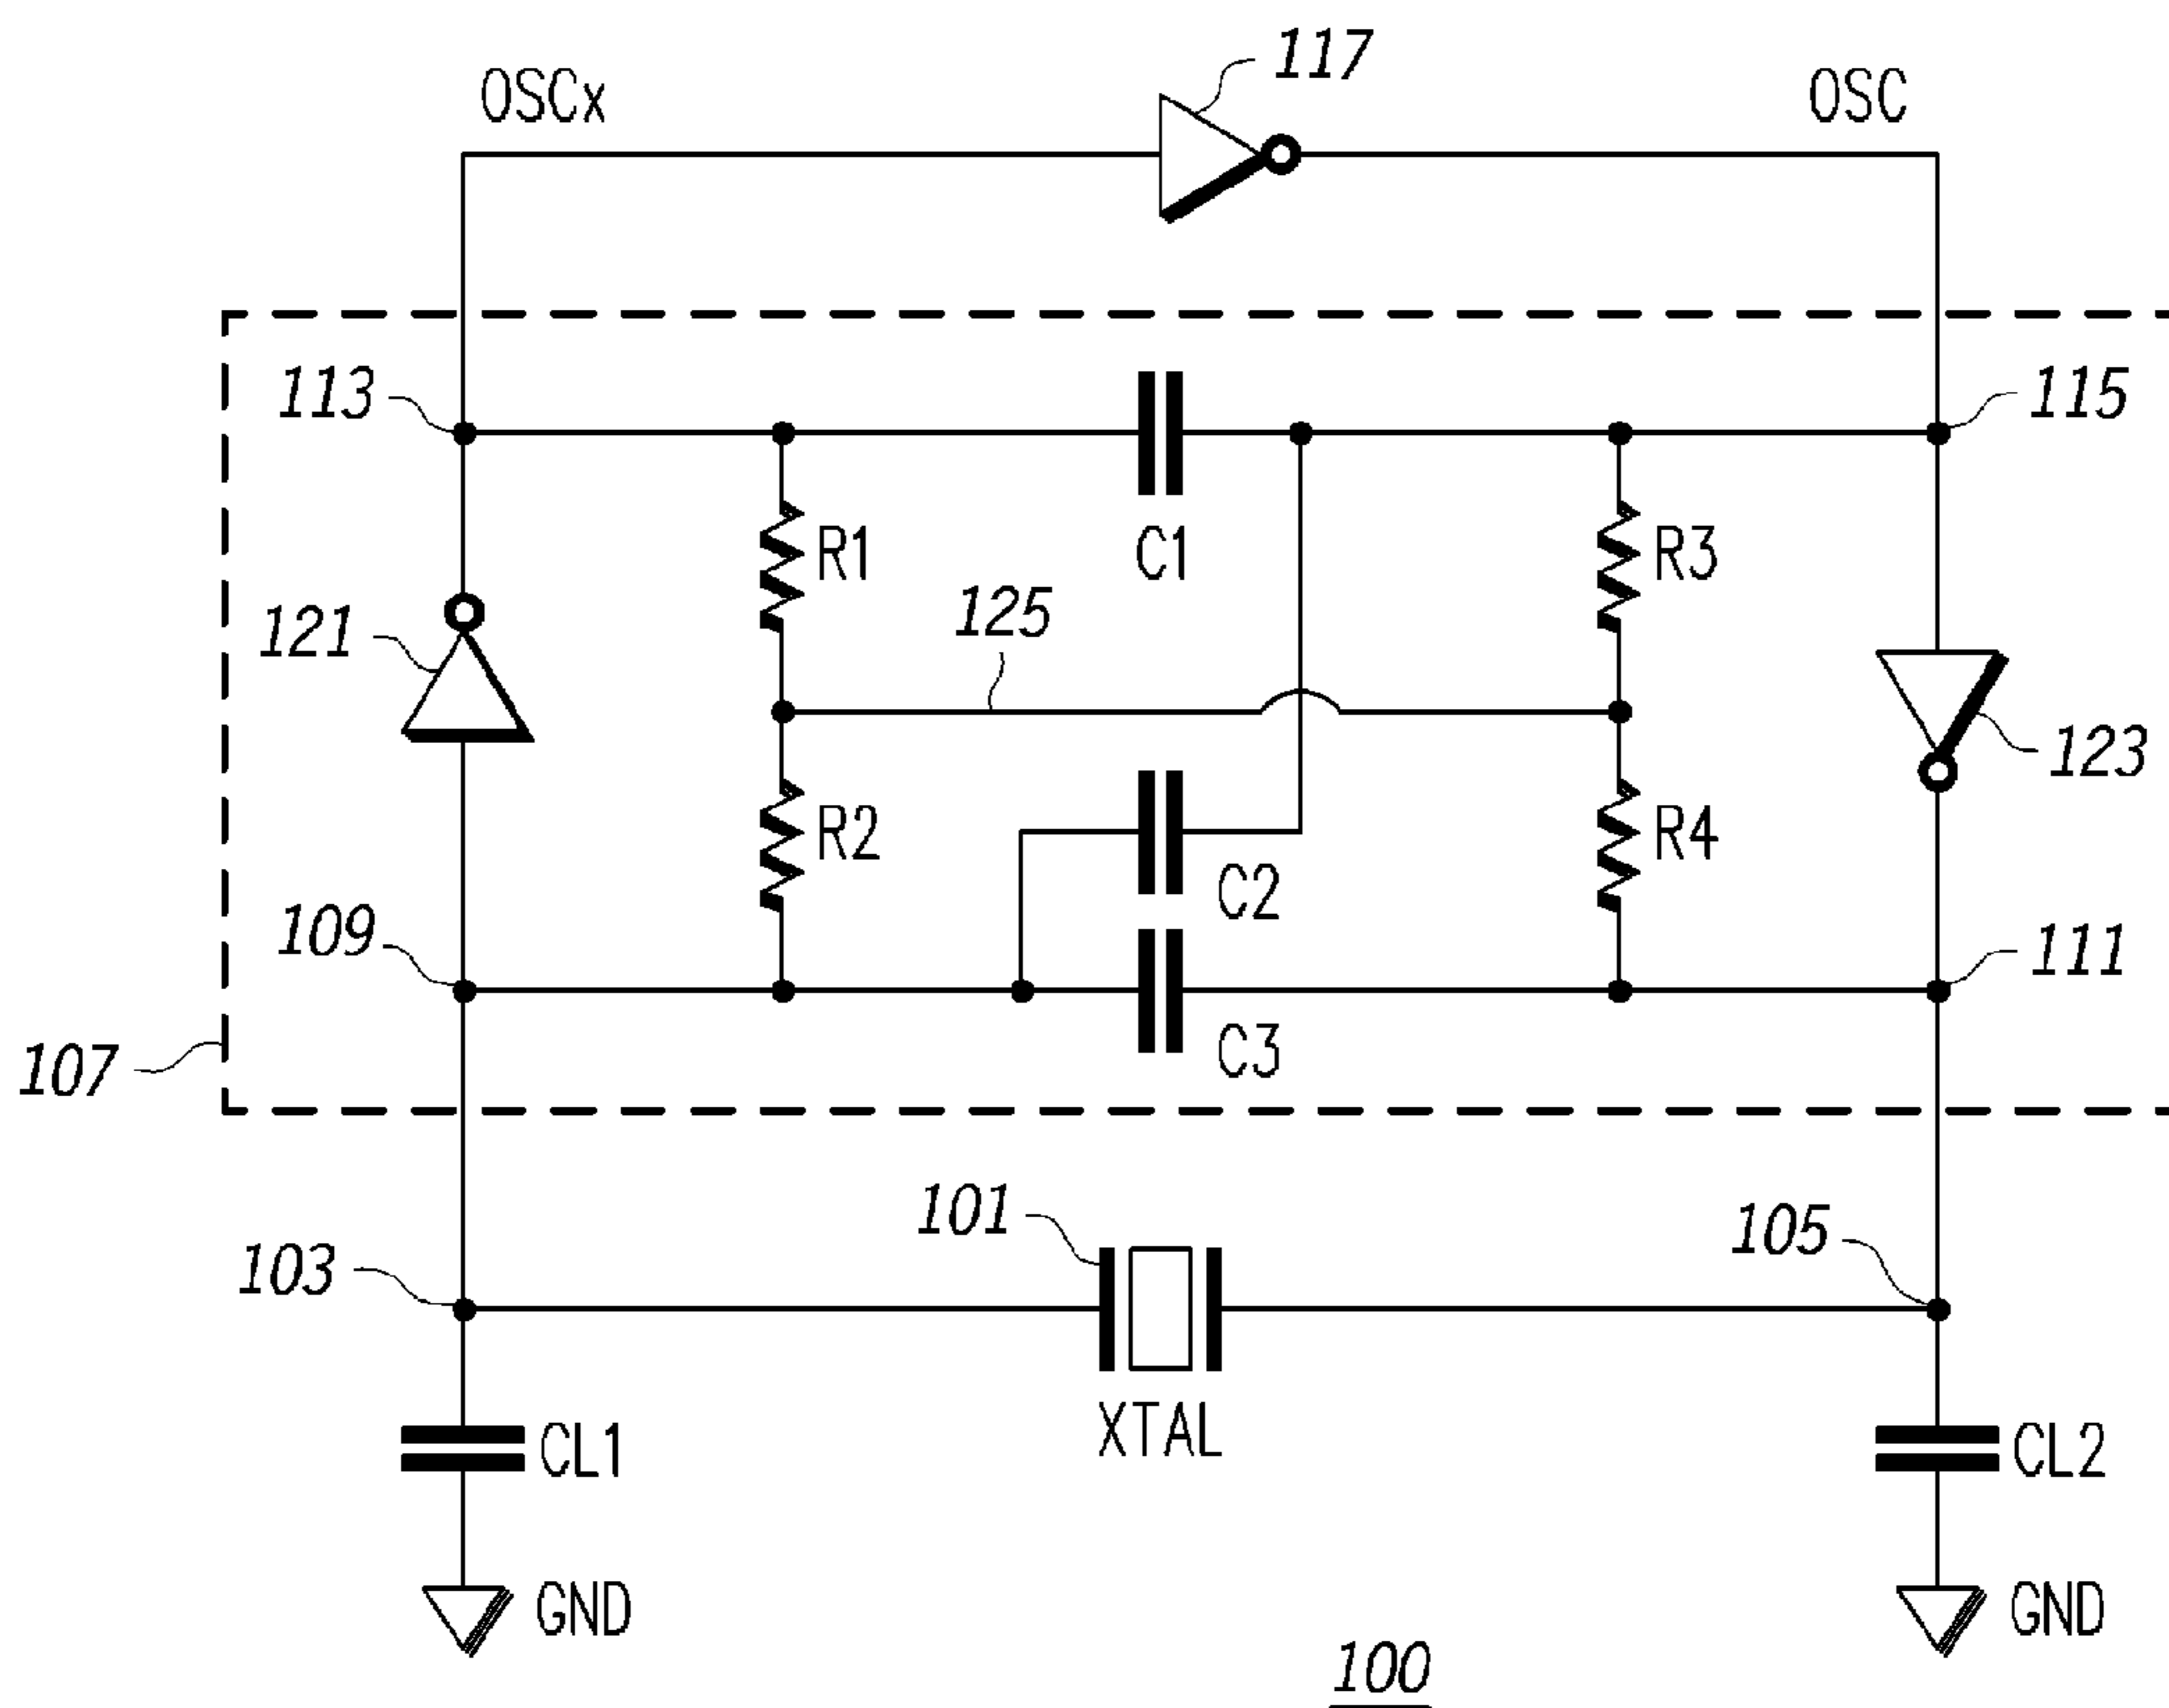 117
OSCx
OSC
113
115
R1
C1
R3
125
121
123
R2
C2
R4
109
111
C3
107
101
105
103
XTAL
CL1
CL2
GND
GND
100